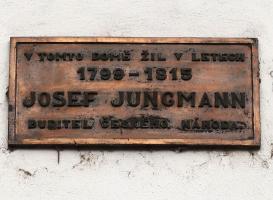 V TOMTO DOMĚ ŽIL V LETECH
1799-1815
JOSEF JUNGMANN
BUDITEL ČESKÉHO NÁRODA